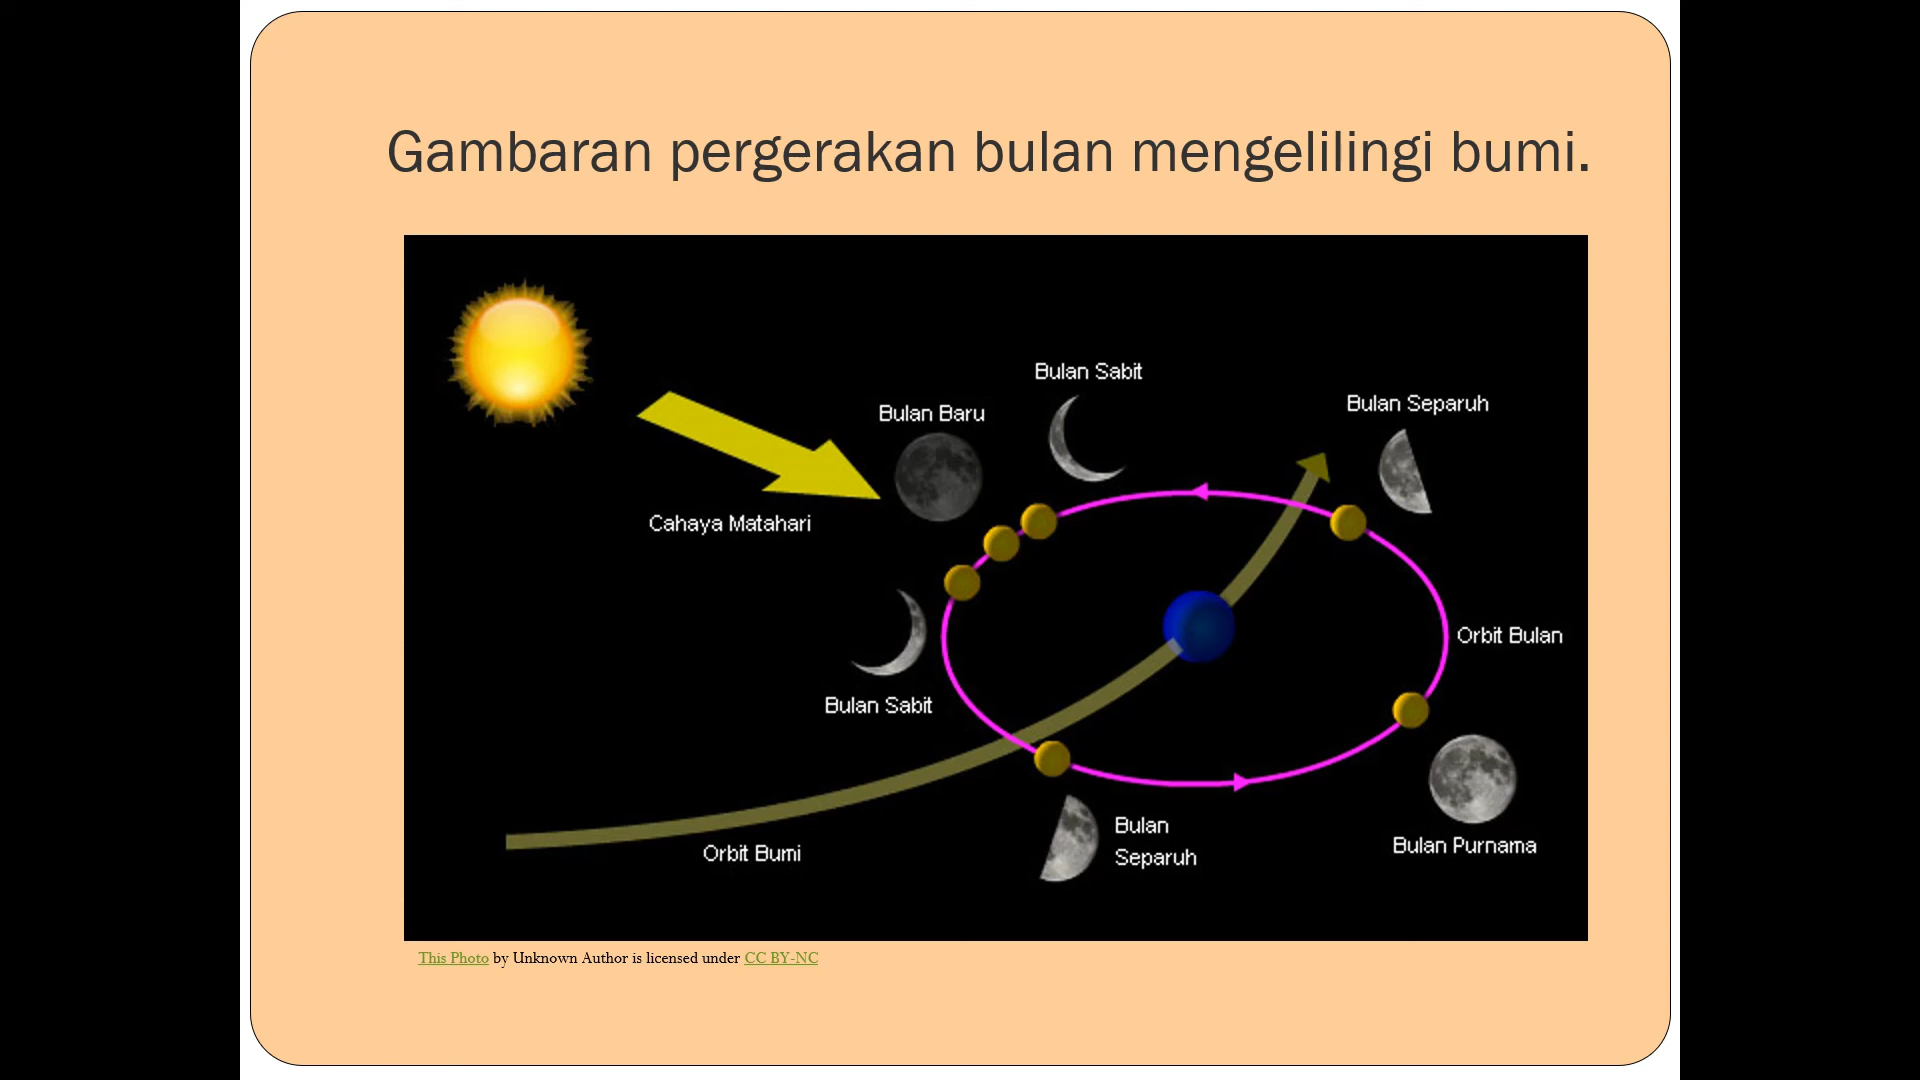 Gambaran pergerakan bulan mengelilingi bumi.
Bulan Sabit
Bulan Baru
Bulan Separuh
Cahaya Matahari
Orbit Bulan
Bulan Sabit
Bulan
Separuh
Orbit Bumi
Bulan Purnama
This Photo by Unknown Author is licensed under CC BY-NC